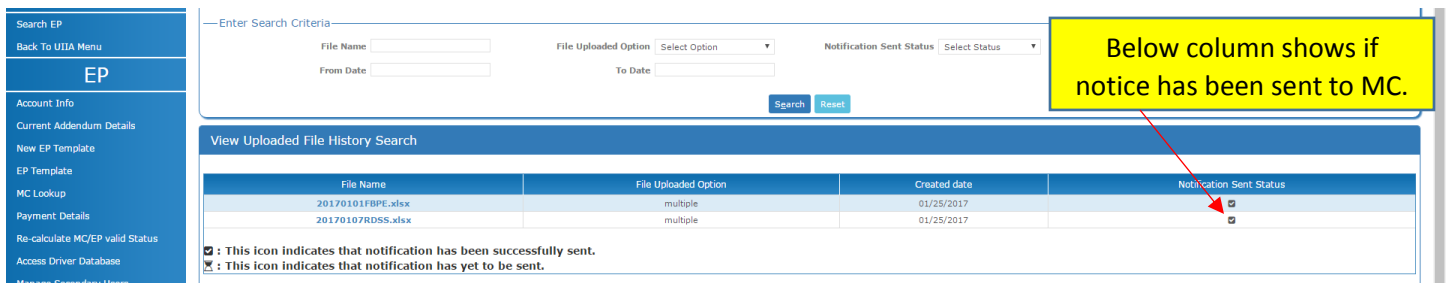 Search EP
Back To UIIA Menu
EP
Account Info
Current Addendum Details
New EP Template
EP Template
MC Lookup
Payment Details
Re-calculate MC/EP valid Status
Access Driver Database
Manage Secondary Users
Enter Search Criteria
File Name File Uploaded Option Select Option Notification Sent Status Select Status
From Date To Date
Search Reset
Below column shows if
notice has been sent to MC.
View Uploaded File History Search
File Name File Uploaded Option Created date Notification Sent Status
20170101FBPE.xlsx multiple 01/25/2017
20170107RDSS.xlsx multiple 01/25/2017
: This icon indicates that notification has been successfully sent.
: This icon indicates that notification has yet to be sent.